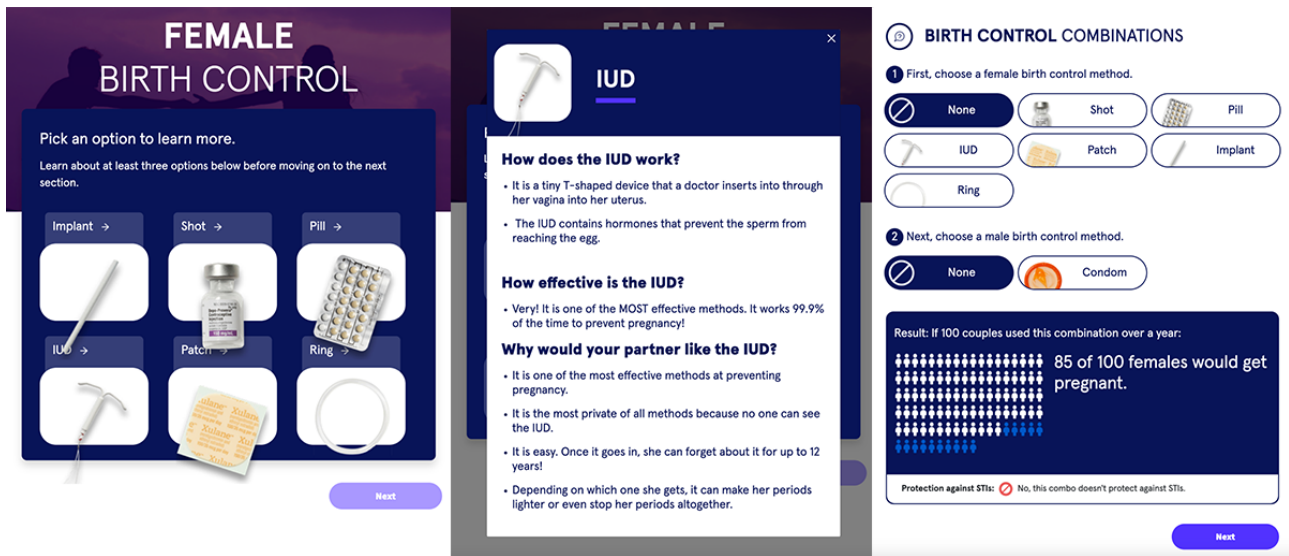 FEMALE
BIRTH CONTROL
Pick an option to learn more.
Learn about at least three options below before moving on to the next
section.
Implant →
Shot →
Pill →
IUD →
Patch
Ring →
Xulane
Xulane
Xulane
Next
IUD
How does the IUD work?
• It is a tiny T-shaped device that a doctor inserts into through
her vagina into her uterus.
• The IUD contains hormones that prevent the sperm from
reaching the egg.
How effective is the IUD?
• Very! It is one of the MOST effective methods. It works 99.9%
of the time to prevent pregnancy!
Why would your partner like the IUD?
• It is one of the most effective methods at preventing
pregnancy.
• It is the most private of all methods because no one can see
the IUD.
• It is easy. Once it goes in, she can forget about it for up to 12
years!
• Depending on which one she gets, it can make her periods
lighter or even stop her periods altogether.
BIRTH CONTROL COMBINATIONS
1 First, choose a female birth control method.
None
Shot
Pill
IUD
Patch
Implant
Ring
2 Next, choose a male birth control method.
None
Condom
Result: If 100 couples used this combination over a year:
85 of 100 females would get
pregnant.
Protection against STIs: No, this combo doesn't protect against STIs.
Next